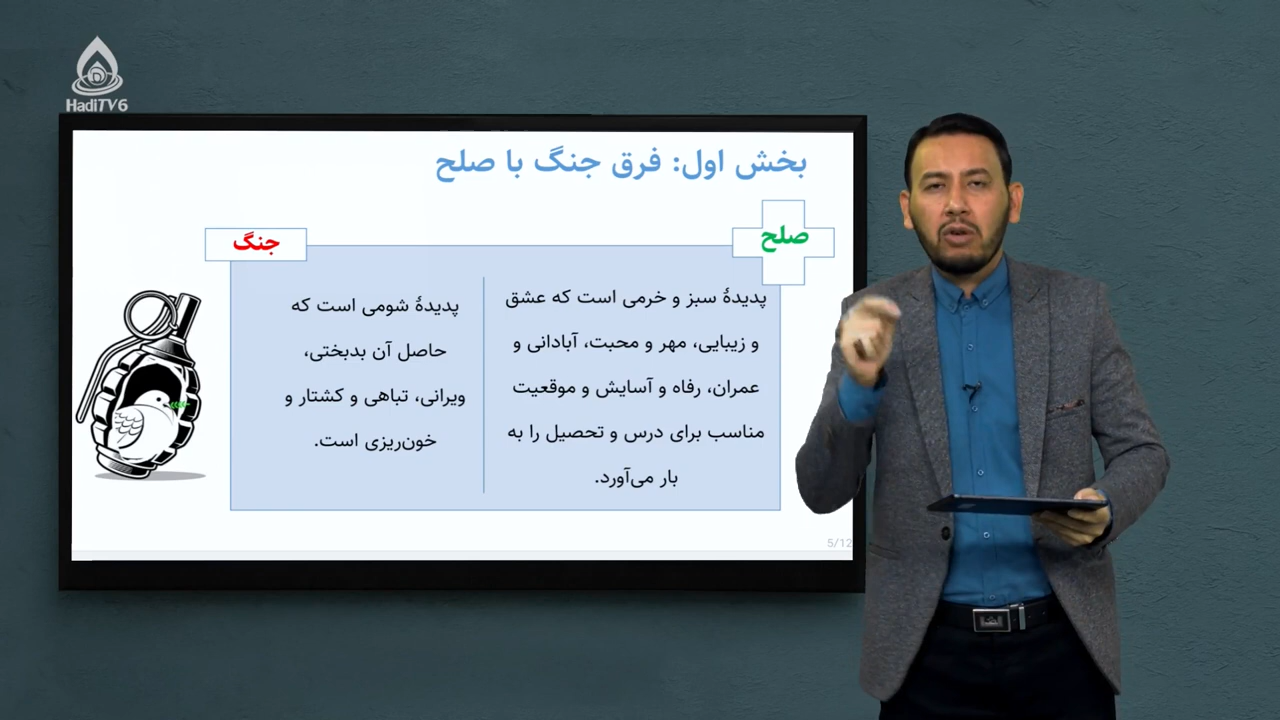 HadiTV6
بخش اول: فرق جنگ با صلح
صلح
پدیدهٔ سبز و خرمی است که عشق
و زیبایی، مهر و محبت، آبادانی و
عمران، رفاه و آسایش و موقعیت
مناسب برای درس و تحصیل را به
بار می‌آورد.
جنگ
پدیدهٔ شومی است که
حاصل آن بدبختی،
ویرانی، تباهی و کشتار و
خون‌ریزی است.
5/12